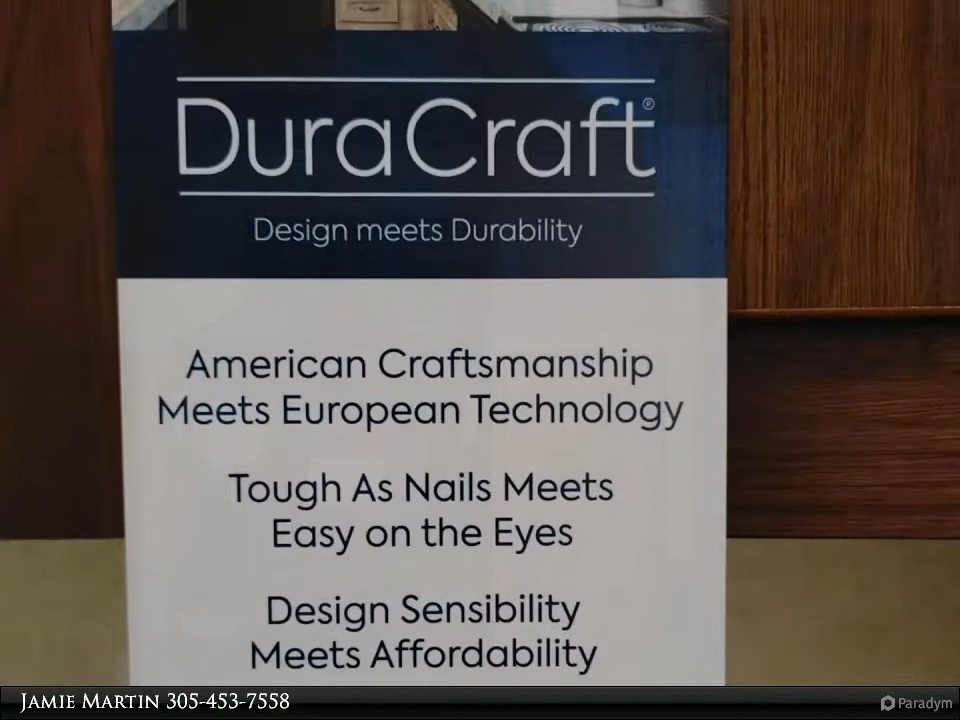 DuraCraft®
Design meets Durability
American Craftsmanship
Meets European Technology
Tough As Nails Meets
Easy on the Eyes
Design Sensibility
Meets Affordability
Jamie Martin 305-453-7558
Paradym